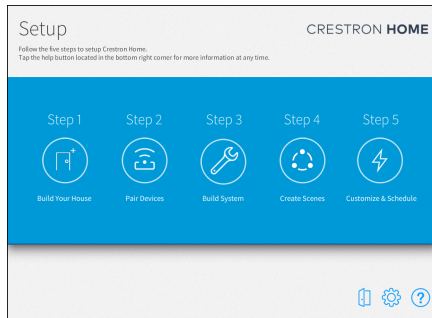 Setup
CRESTRON HOME
Follow the five steps to setup Crestron Home.
Tap the help button located in the bottom right corner for more information at any time.
Step 1
Step 2
Step 3
Step 4
Step 5
Build Your House
Pair Devices
Build System
Create Scenes
Customize & Schedule
?